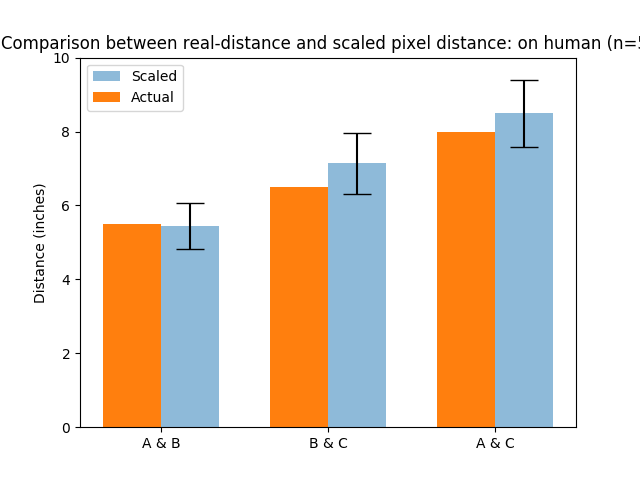 Comparison between real-distance and scaled pixel distance: on human (n=5
10
8
6
4
2
0
Distance (inches)
Scaled
Actual
A & B
B & C
A & C